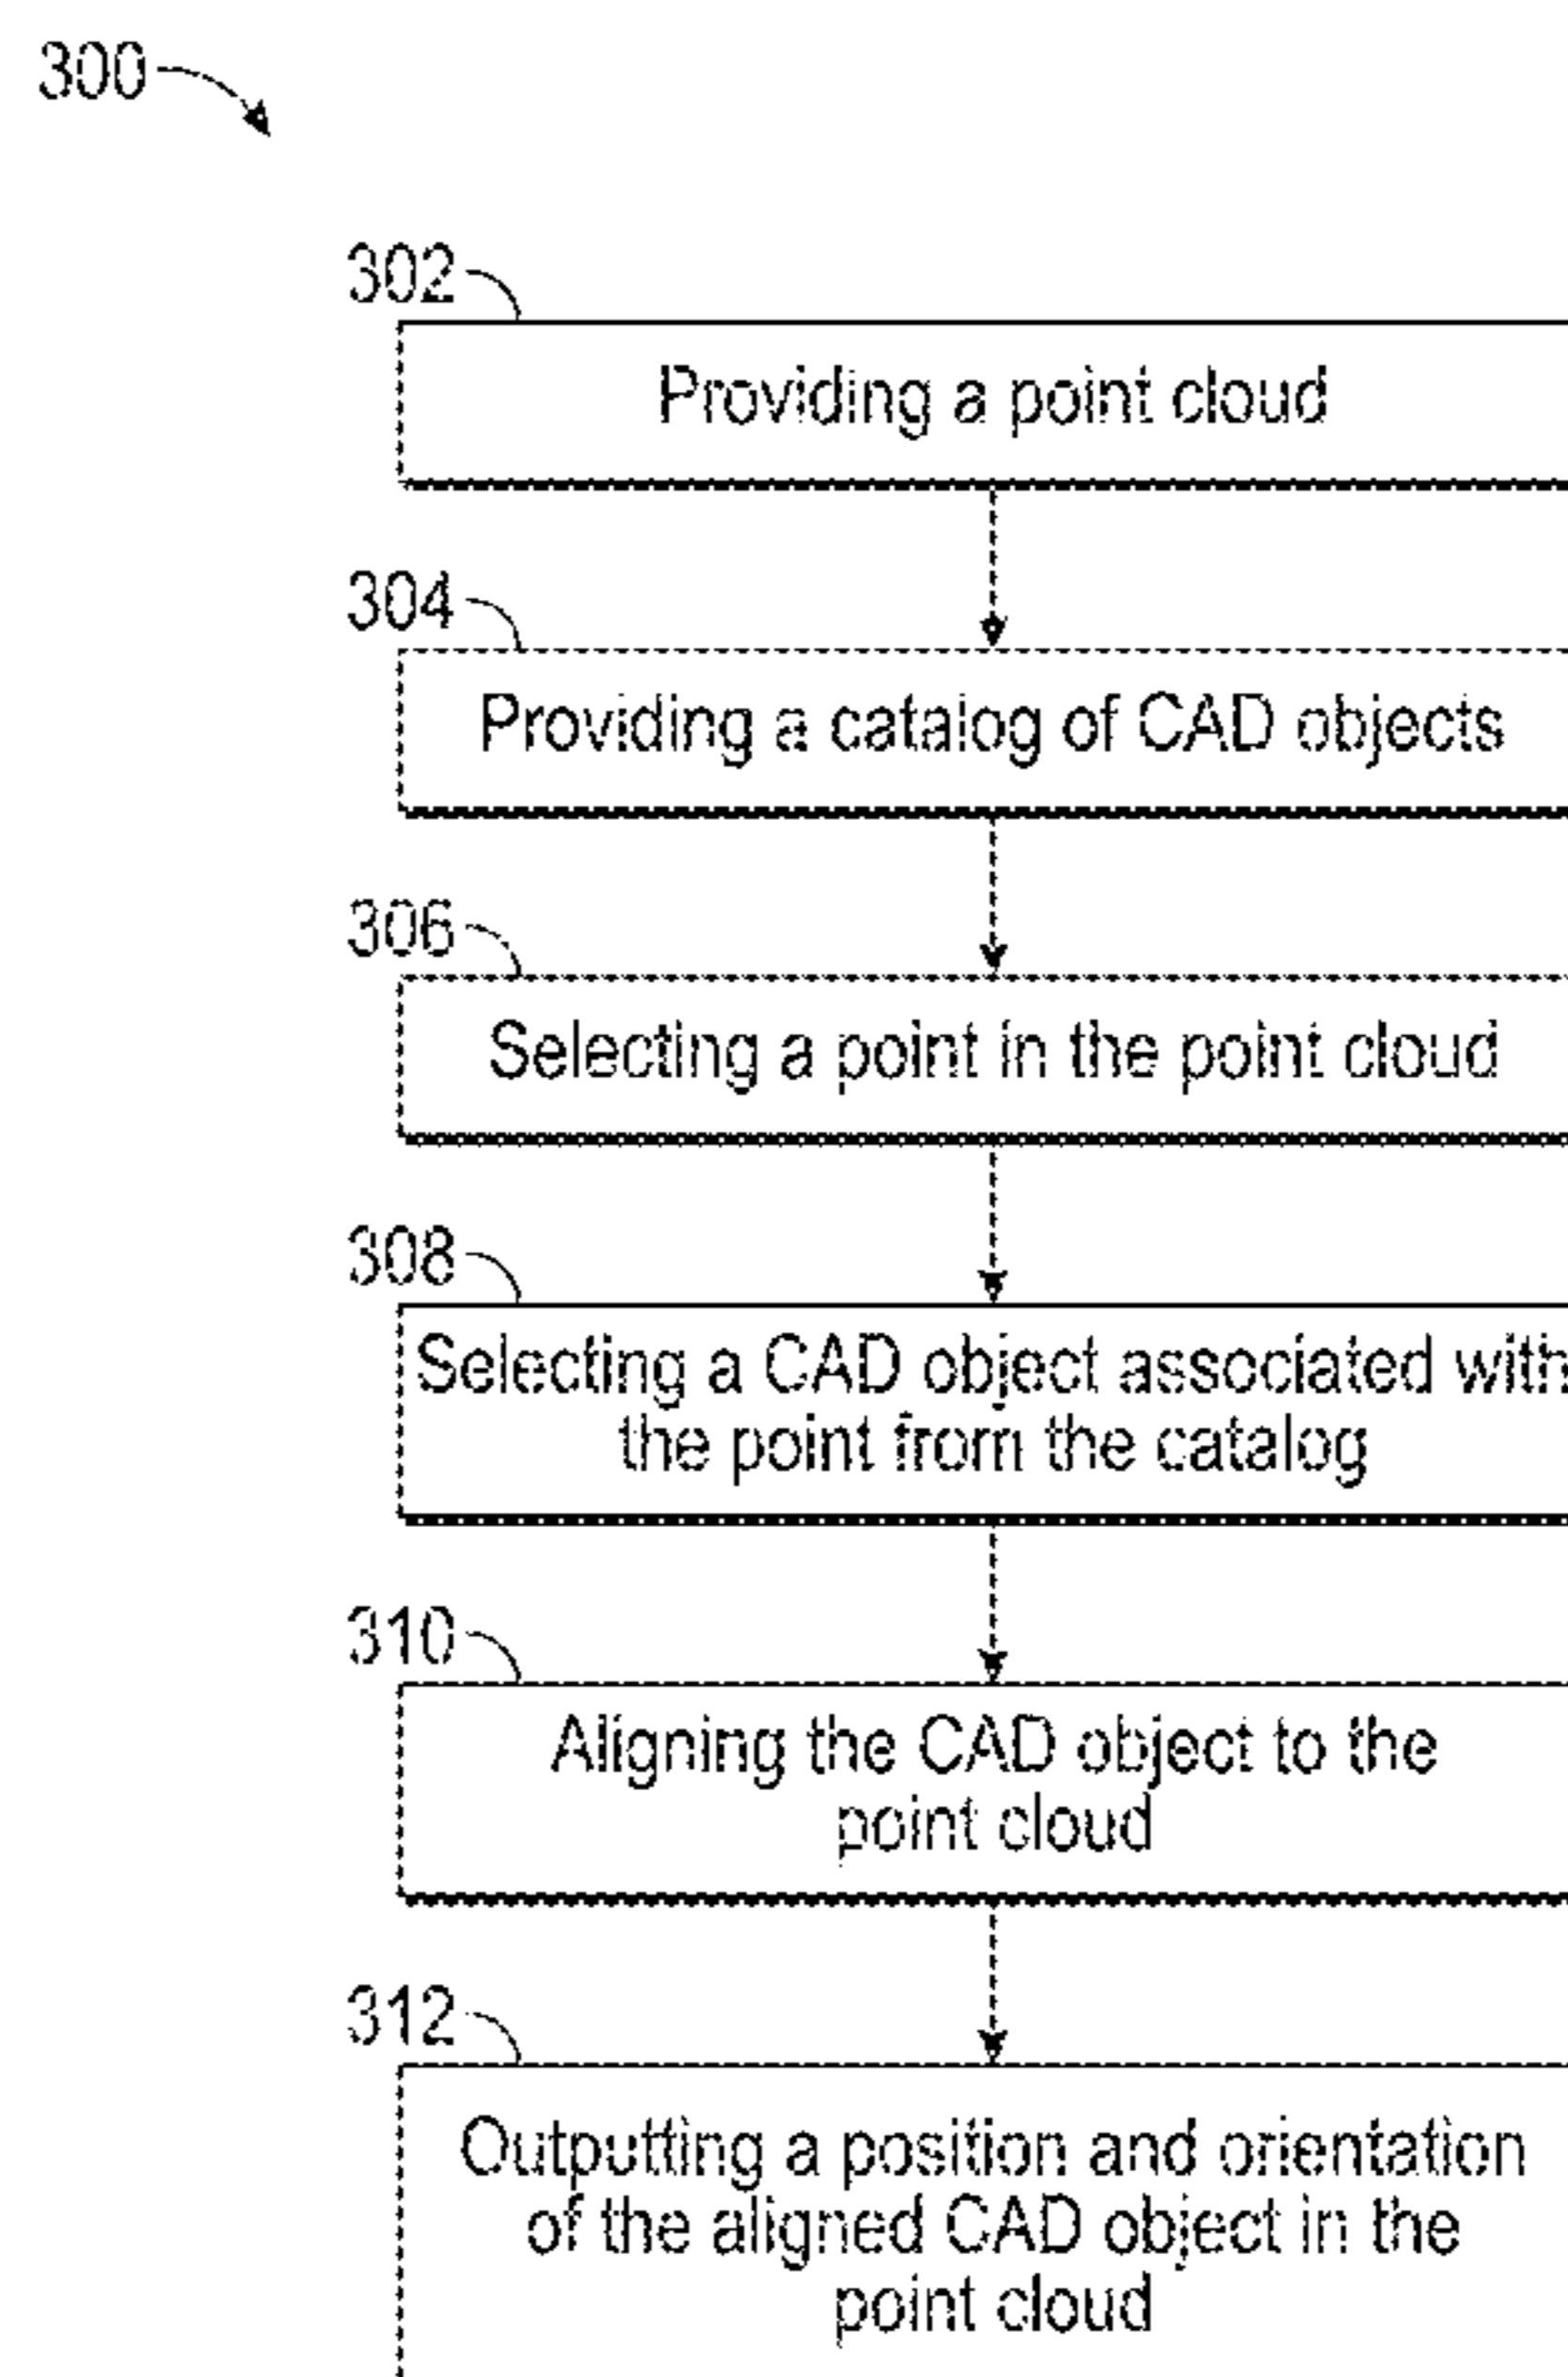 300
302
Providing a point cloud
304
Providing a catalog of CAD objects
306
Selecting a point in the point cloud
308
Selecting a CAD object associated with
the point from the catalog
310
Aligning the CAD object to the
point cloud
312
Outputting a position and orientation
of the aligned CAD object in the
point cloud